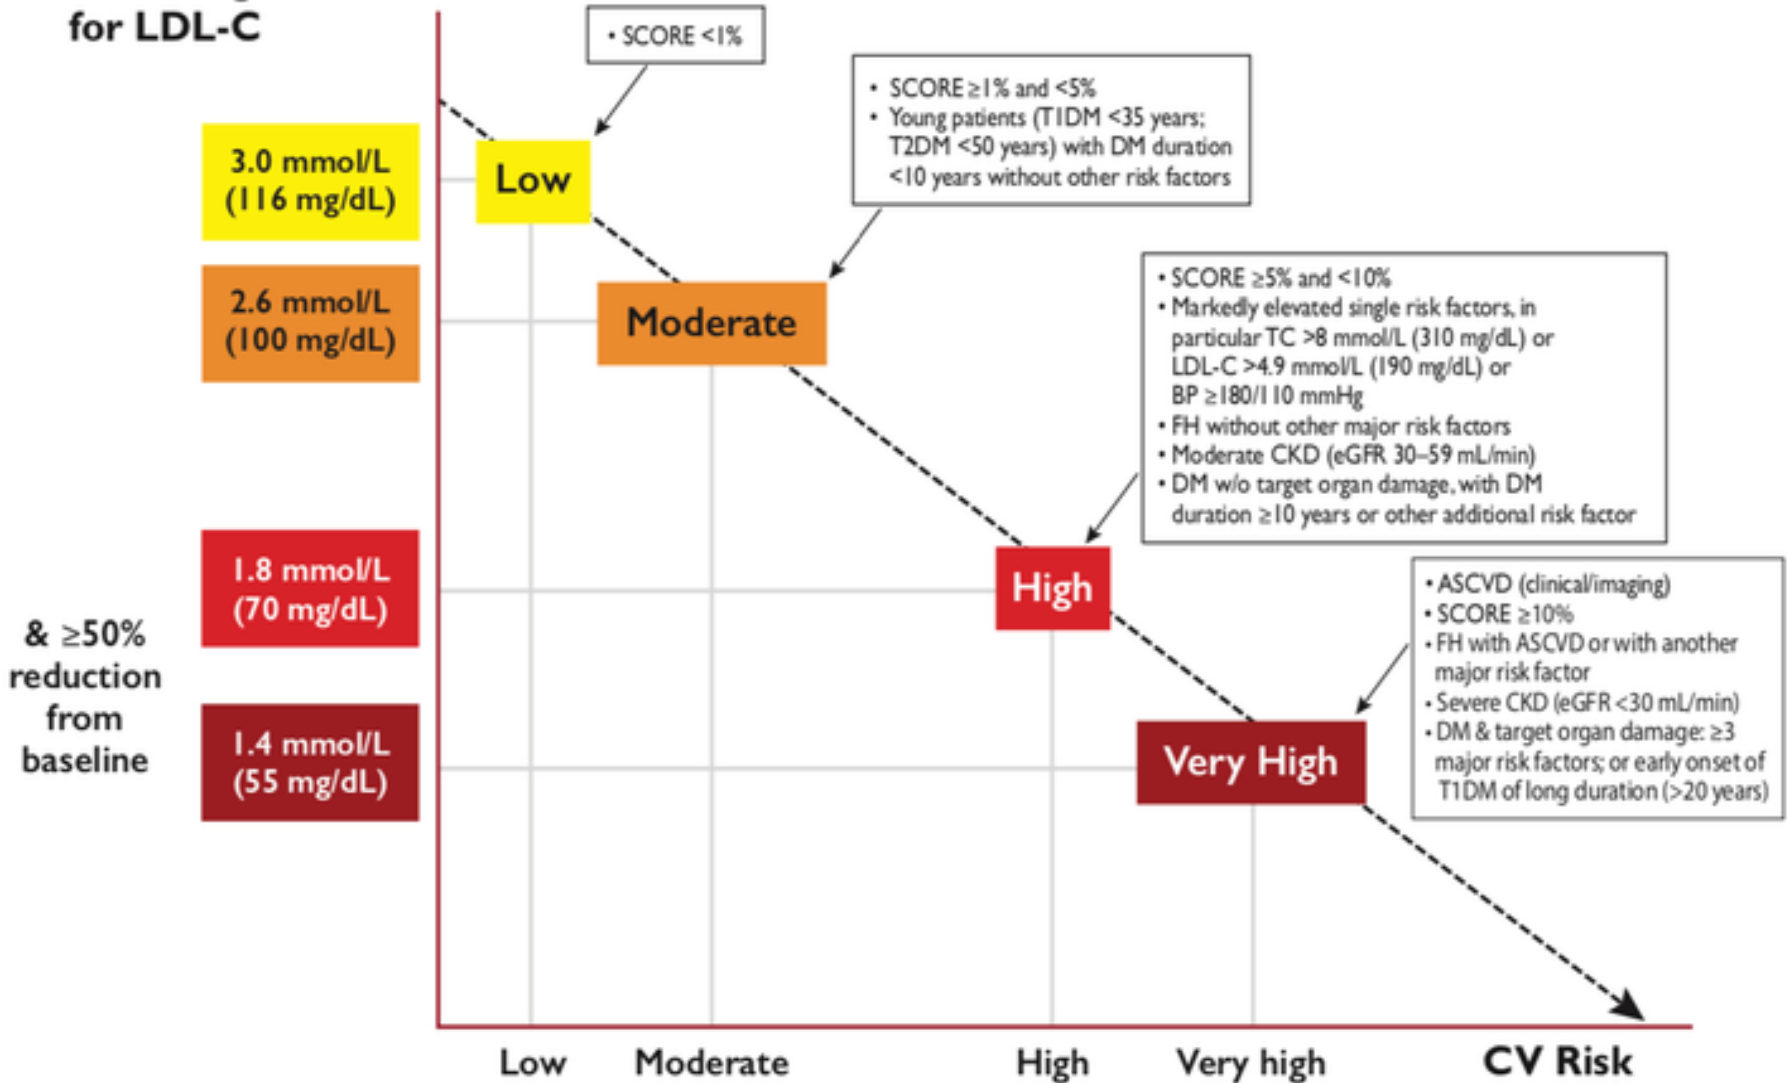 for LDL-C
• SCORE <1%
• SCORE ≥1% and <5%
• Young patients (T1DM <35 years;
T2DM <50 years) with DM duration
<10 years without other risk factors
3.0 mmol/L
(116 mg/dL)
Low
2.6 mmol/L
(100 mg/dL)
Moderate
• SCORE ≥5% and <10%
• Markedly elevated single risk factors, in
particular TC >8 mmol/L (310 mg/dL) or
LDL-C >4.9 mmol/L (190 mg/dL) or
BP ≥180/110 mmHg
• FH without other major risk factors
• Moderate CKD (eGFR 30–59 mL/min)
• DM w/o target organ damage, with DM
duration ≥10 years or other additional risk factor
1.8 mmol/L
(70 mg/dL)
High
& ≥50%
reduction
from
baseline
1.4 mmol/L
(55 mg/dL)
Very High
• ASCVD (clinical/imaging)
• SCORE ≥10%
• FH with ASCVD or with another
major risk factor
• Severe CKD (eGFR <30 mL/min)
• DM & target organ damage: ≥3
major risk factors; or early onset of
T1DM of long duration (>20 years)
Low
Moderate
High
Very high
CV Risk